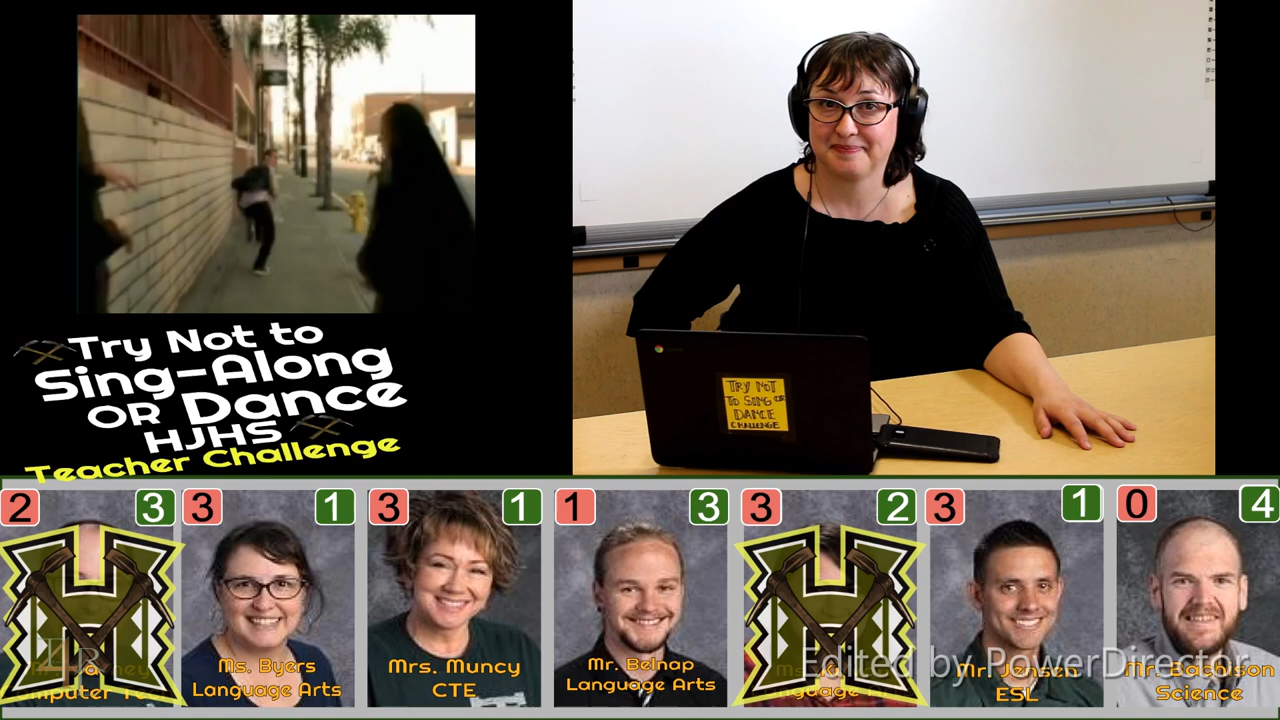 Try Not to
Sing-Along
OR Dance
HJHS
Teacher Challenge
TRY NOT
TO SING OR
DANCE
CHALLENGE
2 3 3 1 3 1 1 3 3 2 3 1 0 4
Ms. Byers
Language Arts
Mrs. Muncy
CTE
Mr. Belnap
Language Arts
Mr. Jensen
ESL
Science
Edited by PowerDirector